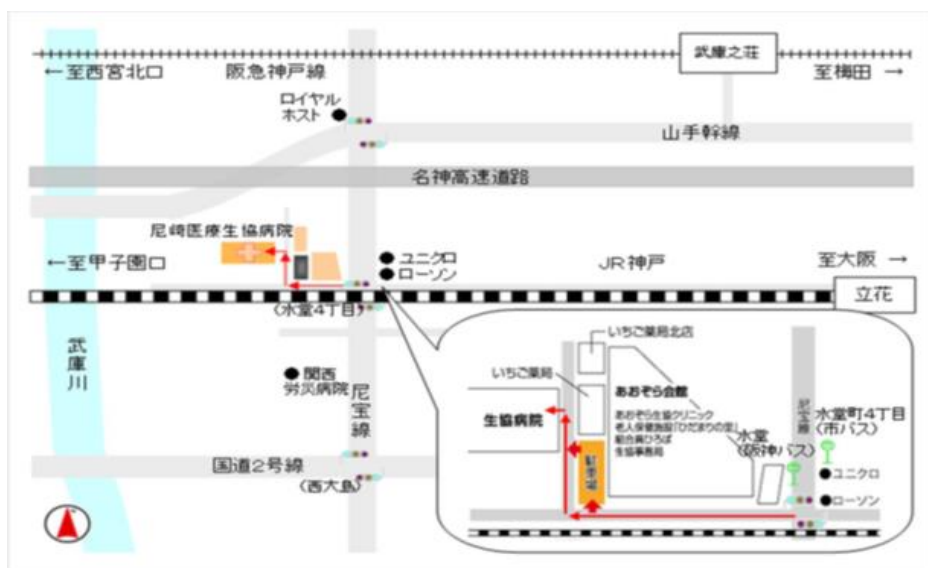 武庫之荘
←至西宮北口
阪急神戸線
至梅田→
ロイヤル
ホスト
山手幹線
名神高速道路
尼崎医療生協病院
←至甲子園口
ユニクロ
ローソン
JR神戸
至大阪→
立花
(水堂4丁目)
武庫川
関西
労災病院
尼宝線
国道2号線
(西大島)
いちご薬局北店
いちご薬局
あおぞら会館
あおぞら生協クリニック
老人保健施設「ひだまりの里」
組合員ひろば
生協事務局
生協病院
駐車場
尼宝線
水堂町4丁目
(市バス)
水堂
(阪神バス)
ユニクロ
ローソン